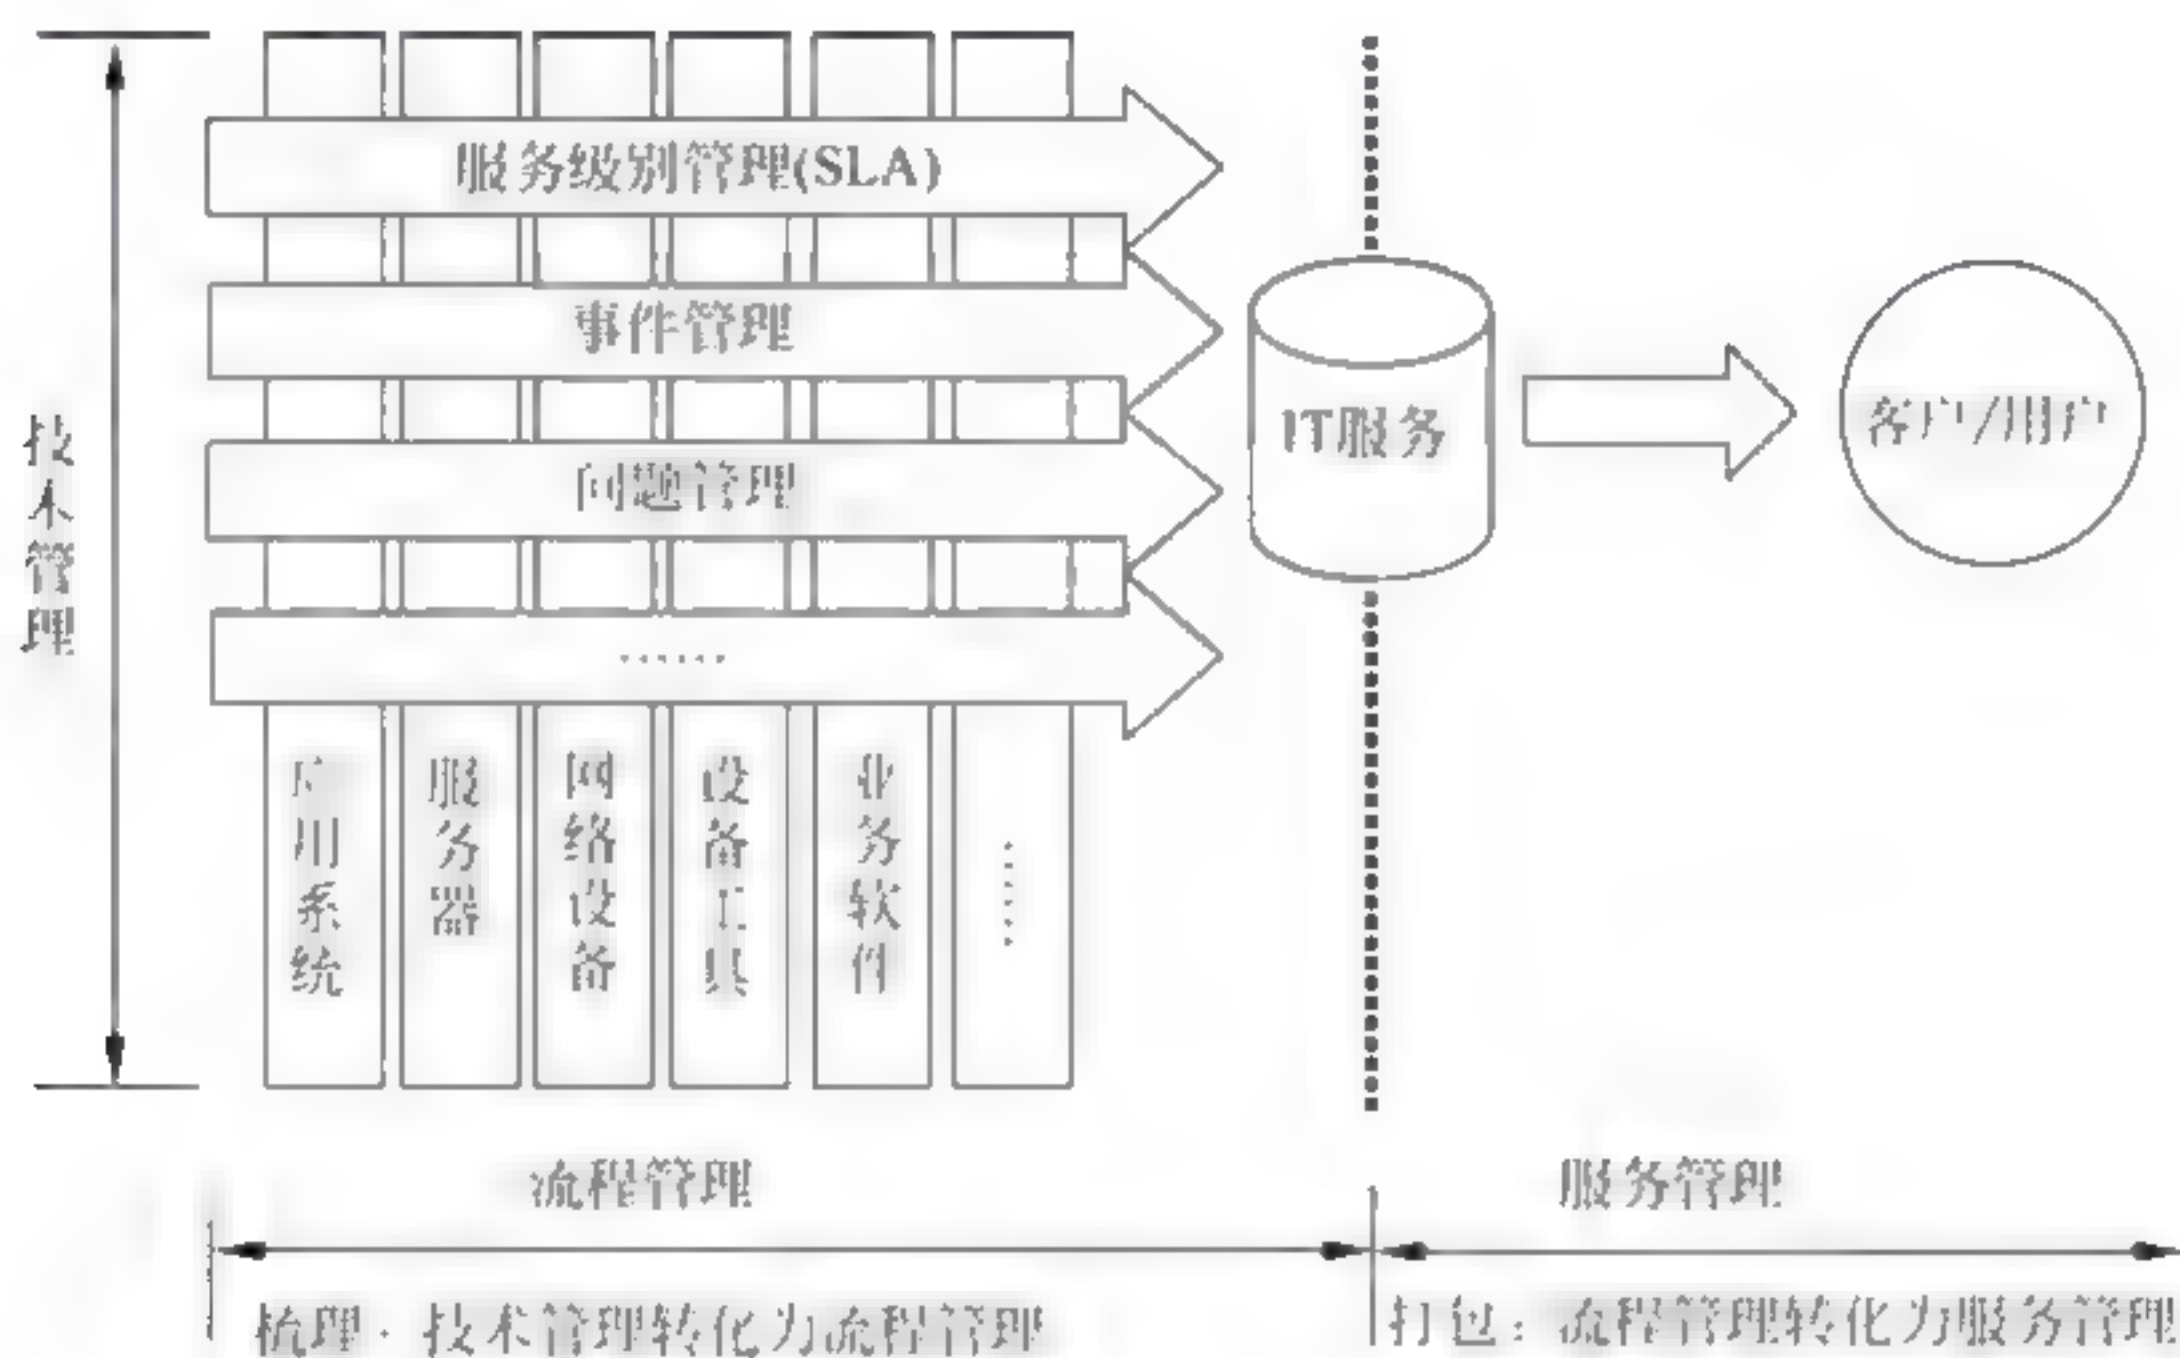 服务级别管理(SLA)
事件管理
问题管理
……
技术管理
IT服务
客户/用户
应用系统
服务器
网络设备
设备工具
业务软件
……
流程管理
服务管理
梳理：技术管理转化为流程管理
打包：流程管理转化为服务管理